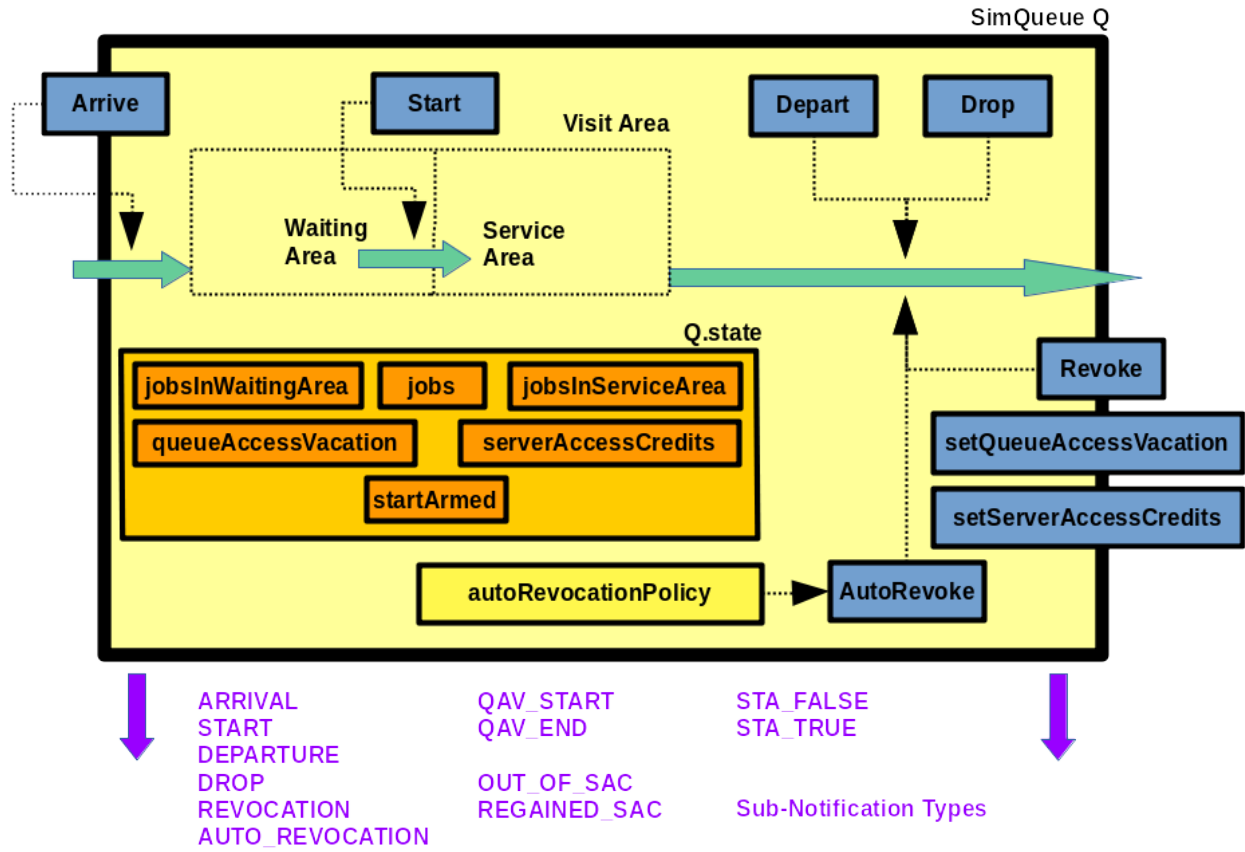 SimQueue Q
Arrive
Start
Depart
Drop
Visit Area
Waiting
Area
Service
Area
Q.state
jobsInWaitingArea
jobs
jobsInServiceArea
queueAccessVacation
serverAccessCredits
startArmed
Revoke
setQueueAccessVacation
setServerAccessCredits
autoRevocationPolicy
AutoRevoke
ARRIVAL
START
DEPARTURE
DROP
REVOCATION
AUTO_REVOCATION
QAV_START
QAV_END
OUT_OF_SAC
REGAINED_SAC
STA_FALSE
STA_TRUE
Sub-Notification Types